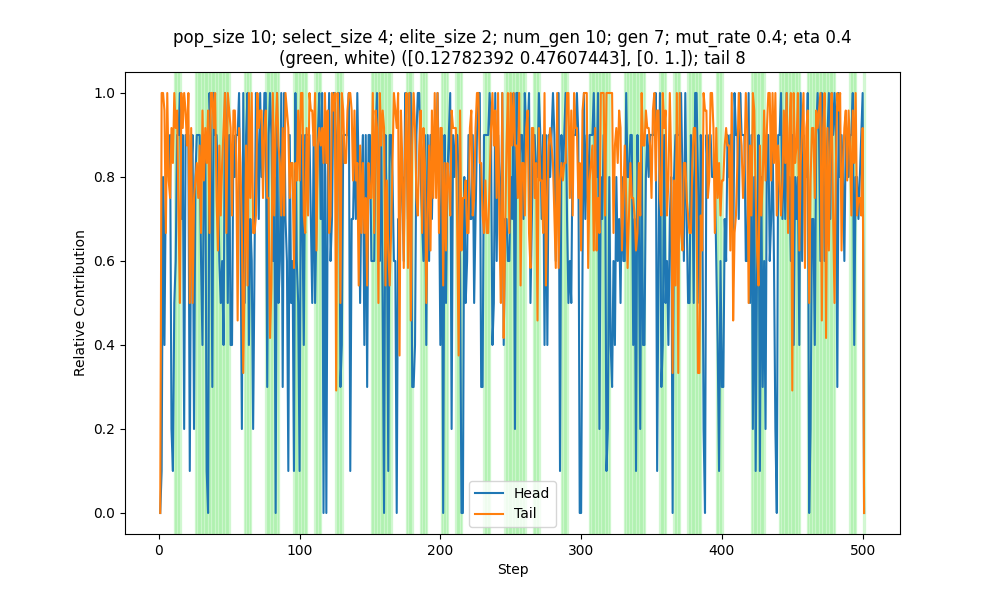 pop_size 10; select_size 4; elite_size 2; num_gen 10; gen 7; mut_rate 0.4; eta 0.4
(green, white) ([0.12782392 0.47607443], [0. 1.]); tail 8
Relative Contribution
1.0
0.8
0.6
0.4
0.2
0.0
Head
Tail
0
100
200
300
400
500
Step